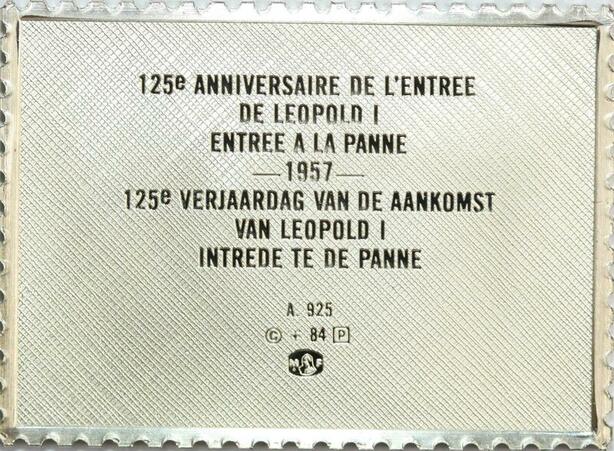 125e ANNIVERSAIRE DE L'ENTREE
DE LEOPOLD I
ENTREE A LA PANNE
—1957—
125e VERJAARDAG VAN DE AANKOMST
VAN LEOPOLD I
INTREDE TE DE PANNE
A. 925
© + 84 P
M F